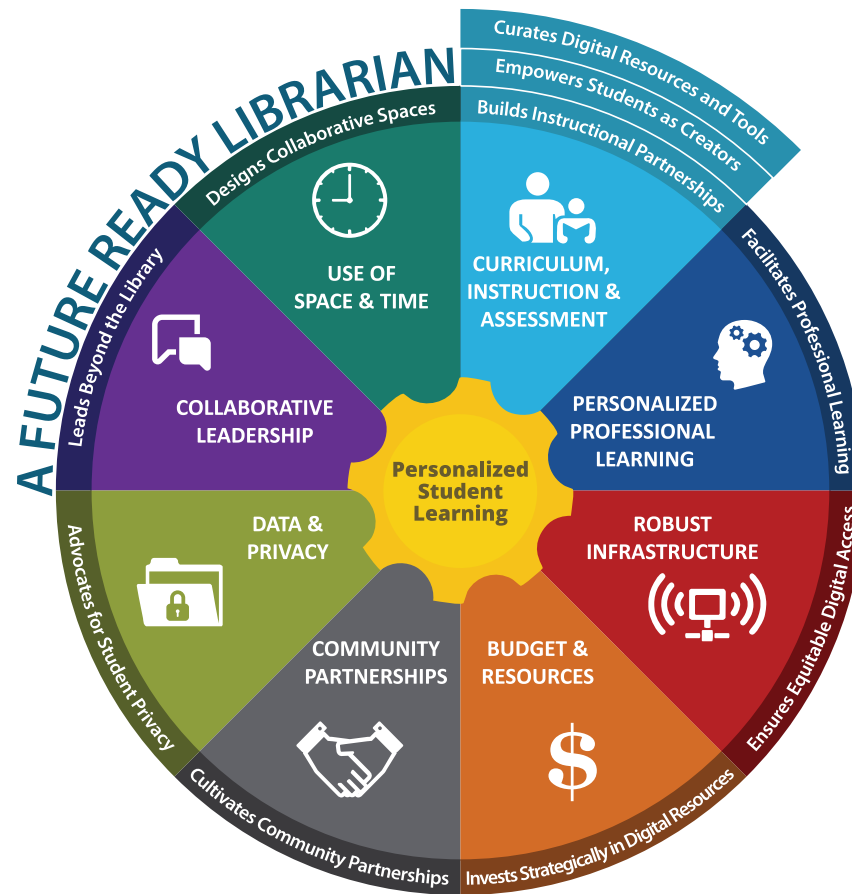 A FUTURE READY LIBRARIAN
Curates Digital Resources and Tools
Empowers Students as Creators
Builds Instructional Partnerships
CURRICULUM,
INSTRUCTION &
ASSESSMENT
Facilitates Professional Learning
PERSONALIZED
PROFESSIONAL
LEARNING
Ensures Equitable Digital Access
ROBUST
INFRASTRUCTURE
Invests Strategically in Digital Resources
BUDGET &
RESOURCES
$
Cultivates Community Partnerships
COMMUNITY
PARTNERSHIPS
Advocates for Student Privacy
DATA &
PRIVACY
Leads Beyond the Library
COLLABORATIVE
LEADERSHIP
Designs Collaborative Spaces
USE OF
SPACE & TIME
Personalized
Student
Learning